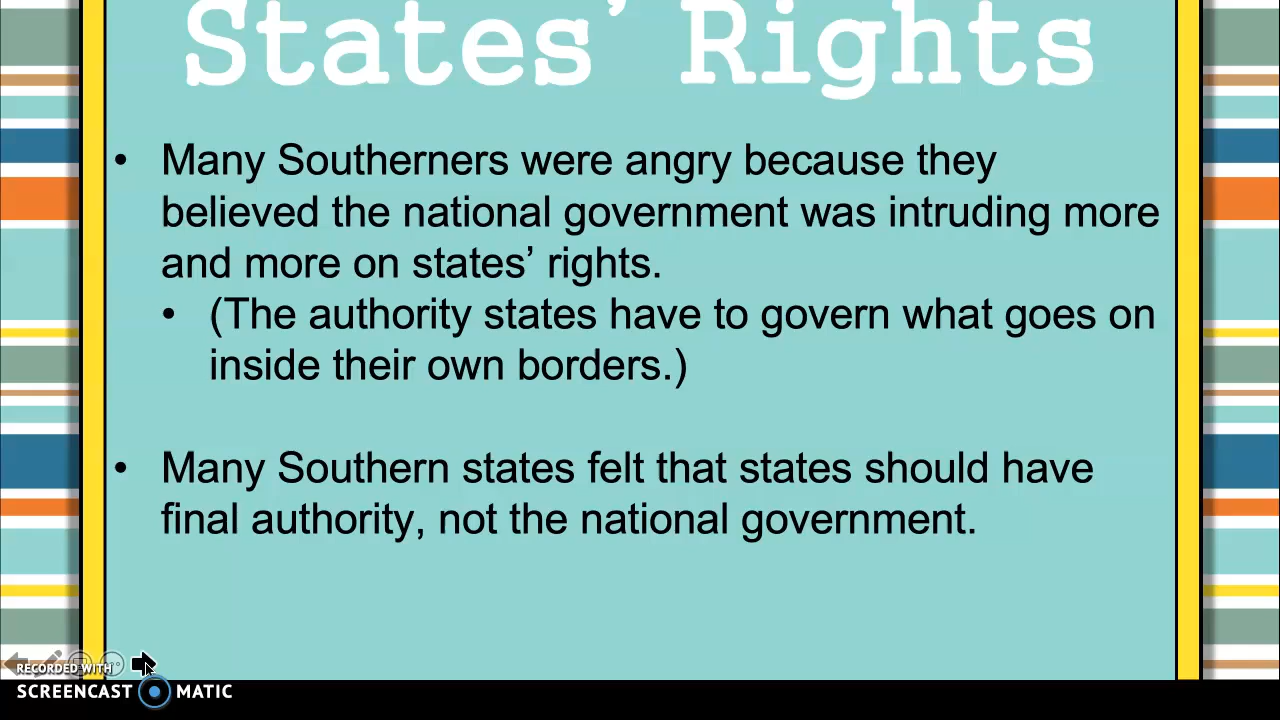 States’ Rights
• Many Southerners were angry because they
believed the national government was intruding more
and more on states’ rights.
• (The authority states have to govern what goes on
inside their own borders.)
• Many Southern states felt that states should have
final authority, not the national government.
RECORDED WITH
SCREENCAST MATIC